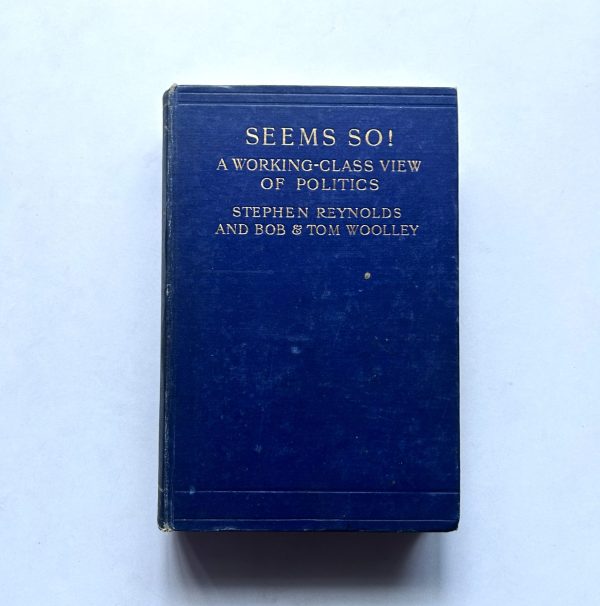 SEEMS SO!
A WORKING-CLASS VIEW
OF POLITICS
STEPHEN REYNOLDS
AND BOB & TOM WOOLLEY